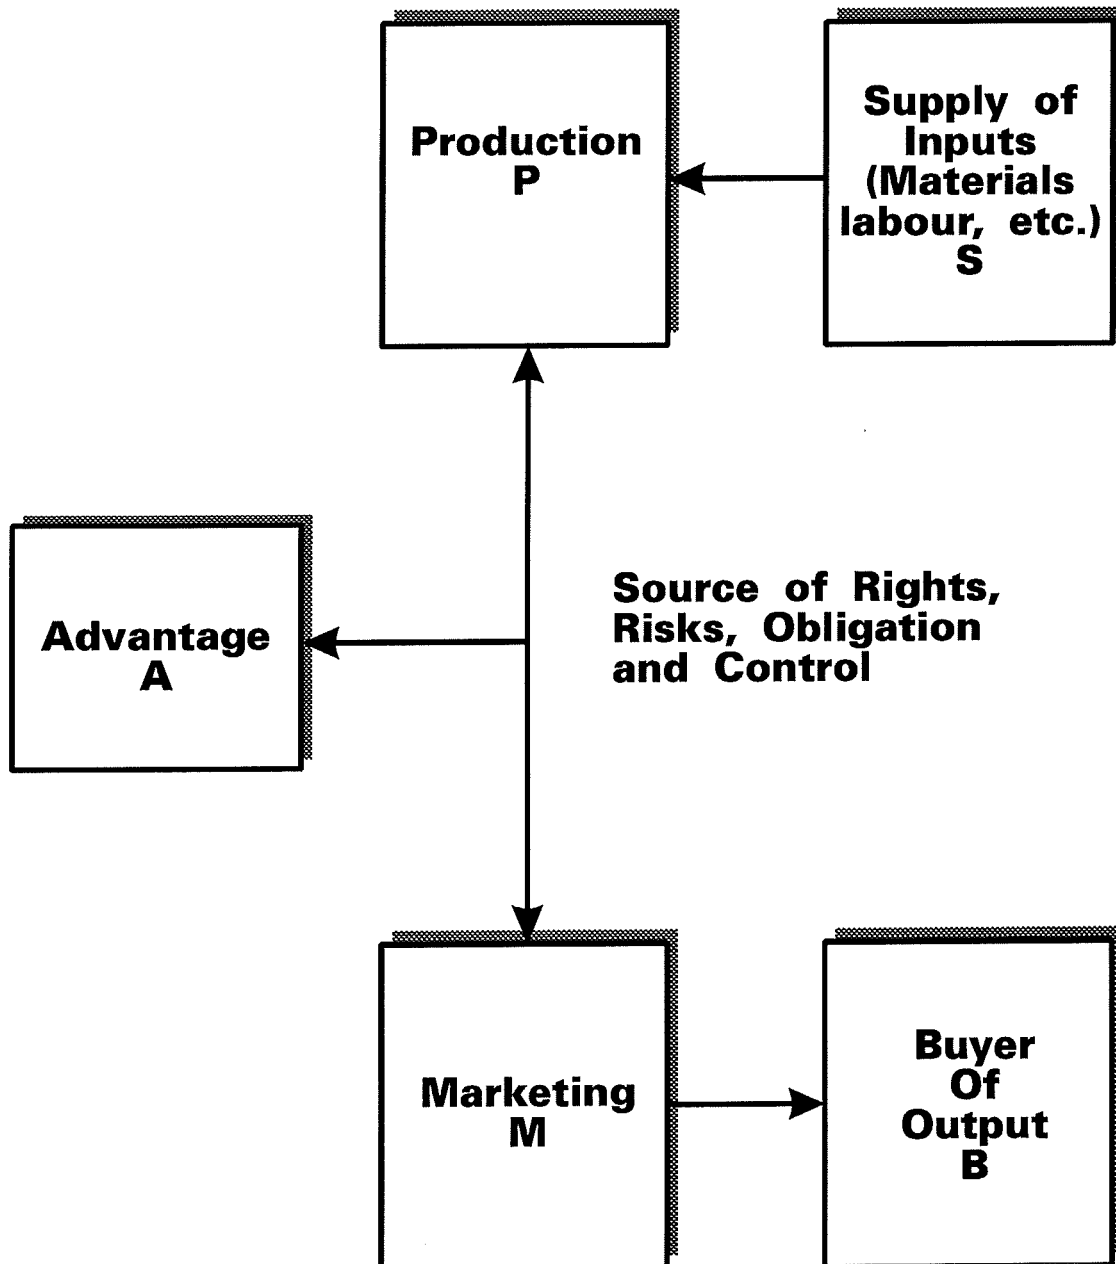 Production
P
Supply of
Inputs
(Materials
labour, etc.)
S
Advantage
A
Source of Rights,
Risks, Obligation
and Control
Marketing
M
Buyer
Of
Output
B